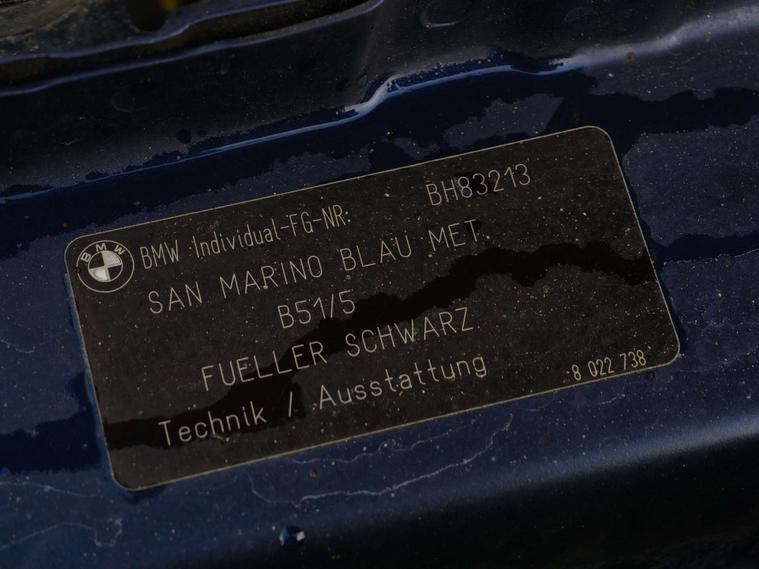 BMW
BMW Individual-FG-NR: BH83213
SAN MARINO BLAU MET.
B51/5
FUELLER SCHWARZ
Technik / Ausstattung
8 022 738